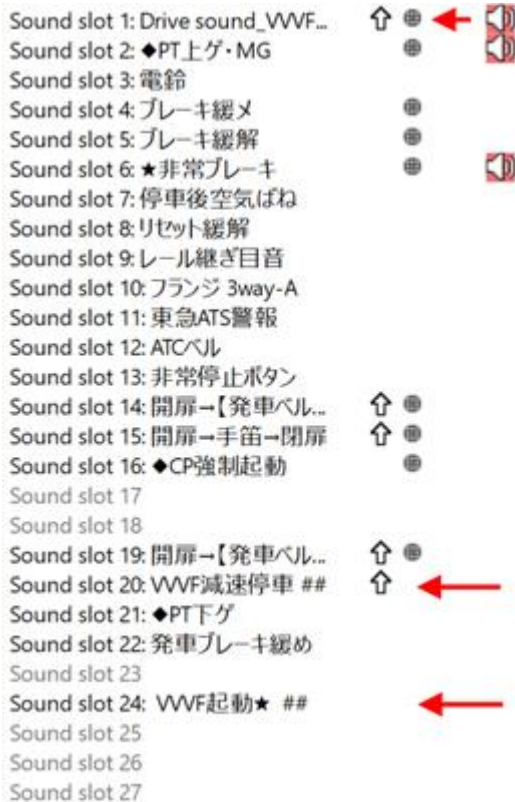 Sound slot 1: Drive sound_VVVF...
Sound slot 2: ◆PT上ゲ・MG
Sound slot 3: 電鈴
Sound slot 4: ブレーキ緩メ
Sound slot 5: ブレーキ緩解
Sound slot 6: ★非常ブレーキ
Sound slot 7: 停車後空気ばね
Sound slot 8: リセット緩解
Sound slot 9: レール継ぎ目音
Sound slot 10: フランジ 3way-A
Sound slot 11: 東急ATS警報
Sound slot 12: ATCベル
Sound slot 13: 非常停止ボタン
Sound slot 14: 開扉→【発車ベル...
Sound slot 15: 開扉→手笛→閉扉
Sound slot 16: ◆CP強制起動
Sound slot 17
Sound slot 18
Sound slot 19: 開扉→【発車ベル...
Sound slot 20: VVVF減速停車 ##
Sound slot 21: ◆PT下ゲ
Sound slot 22: 発車ブレーキ緩め
Sound slot 23
Sound slot 24: VVVF起動★ ##
Sound slot 25
Sound slot 26
Sound slot 27